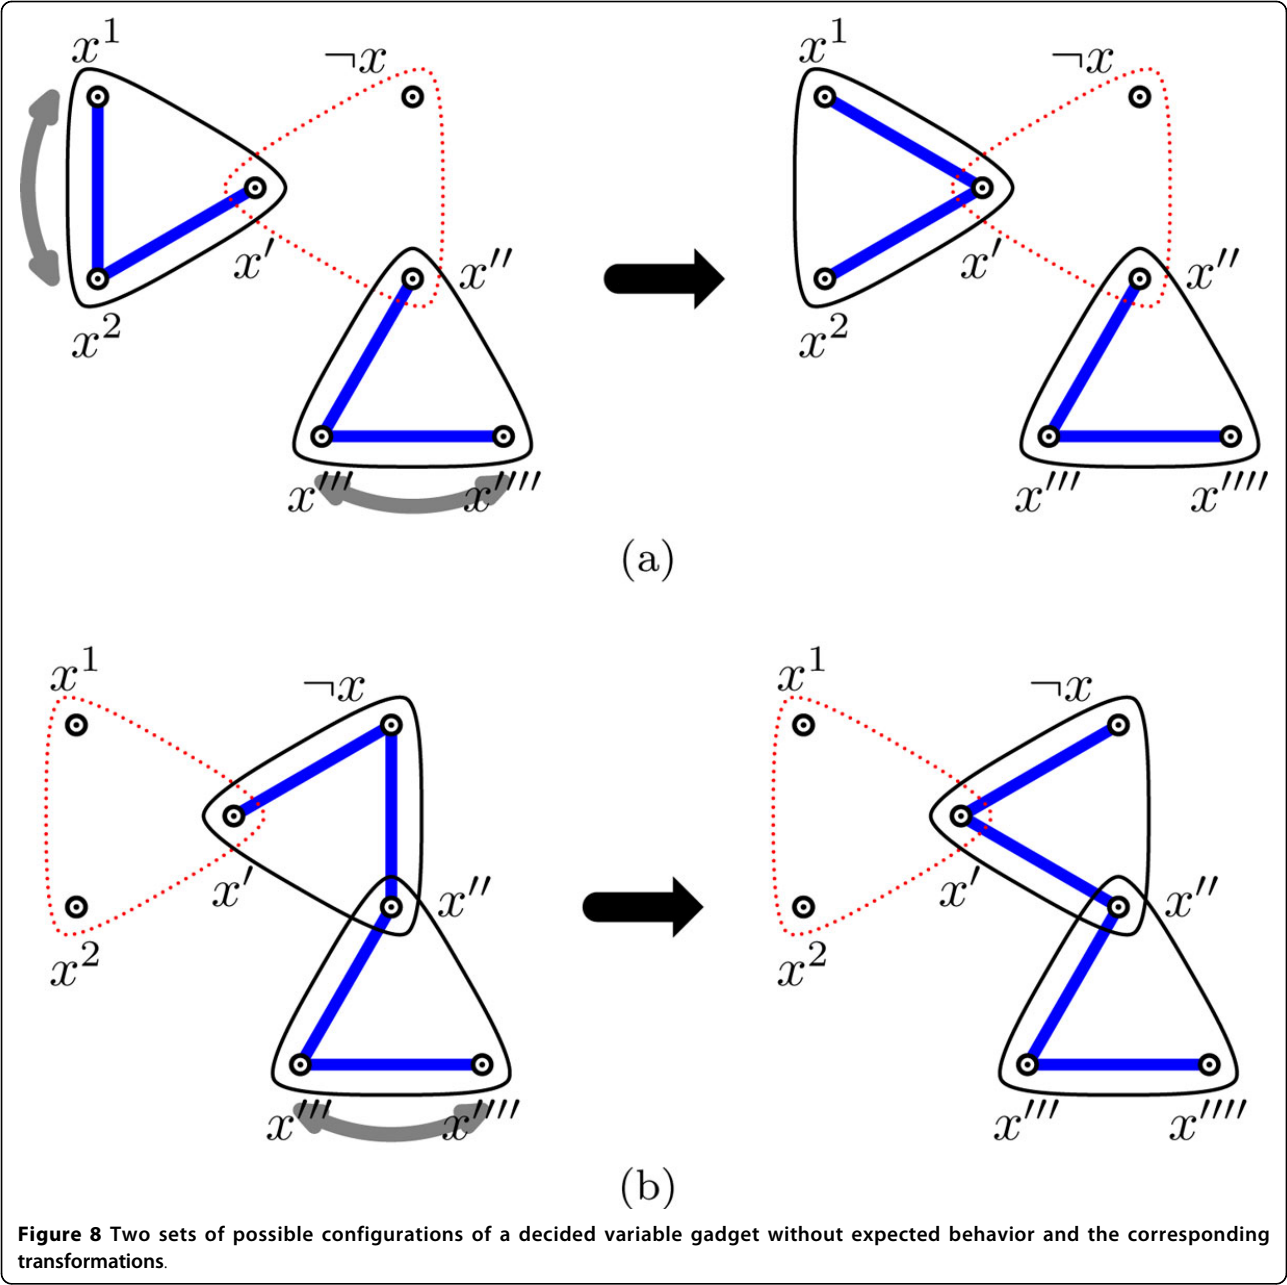 x¹ ¬x x¹ ¬x
x′ x″ x′ x″
x² x²
x‴ x⁗ x‴ x⁗
(a)
x¹ ¬x x¹ ¬x
x′ x″ x′ x″
x² x²
x‴ x⁗ x‴ x⁗
(b)
Figure 8 Two sets of possible configurations of a decided variable gadget without expected behavior and the corresponding
transformations.